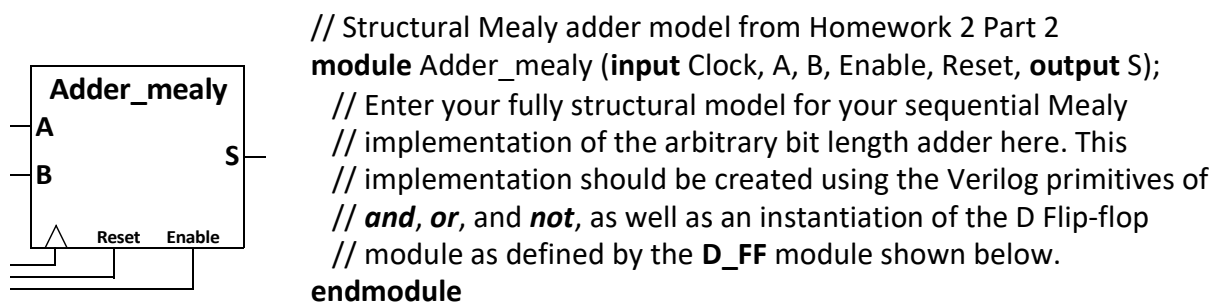 Adder_mealy
A
B
S
Reset Enable
// Structural Mealy adder model from Homework 2 Part 2
module Adder_mealy (input Clock, A, B, Enable, Reset, output S);
// Enter your fully structural model for your sequential Mealy
// implementation of the arbitrary bit length adder here. This
// implementation should be created using the Verilog primitives of
// and, or, and not, as well as an instantiation of the D Flip-flop
// module as defined by the D_FF module shown below.
endmodule